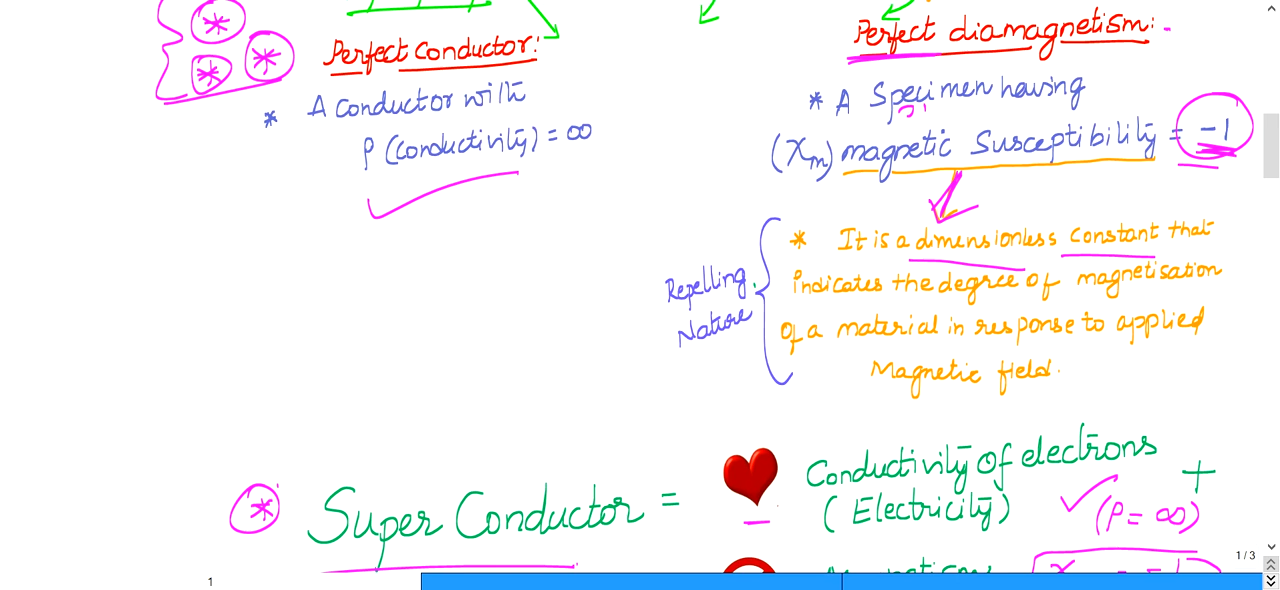 Perfect Conductor:
* A Conductor with
ρ (Conductivity) = ∞
Perfect diamagnetism:-
* A Specimen having
(χm) magnetic Susceptibility = -1
* It is a dimensionless constant that
indicates the degree of magnetisation
of a material in response to applied
Magnetic field.
Repelling
Nature
* Super Conductor = Conductivity of electrons +
(Electricity) (ρ = ∞)
1 / 3
1